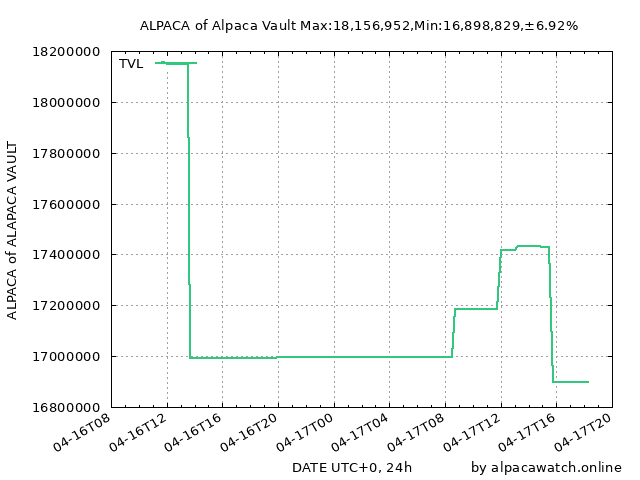 ALPACA of Alpaca Vault Max:18,156,952,Min:16,898,829,±6.92%
TVL
18200000
18000000
17800000
17600000
17400000
17200000
17000000
16800000
ALPACA of ALAPACA VAULT
04-16T08
04-16T12
04-16T16
04-16T20
04-17T00
04-17T04
04-17T08
04-17T12
04-17T16
04-17T20
DATE UTC+0, 24h
by alpacawatch.online